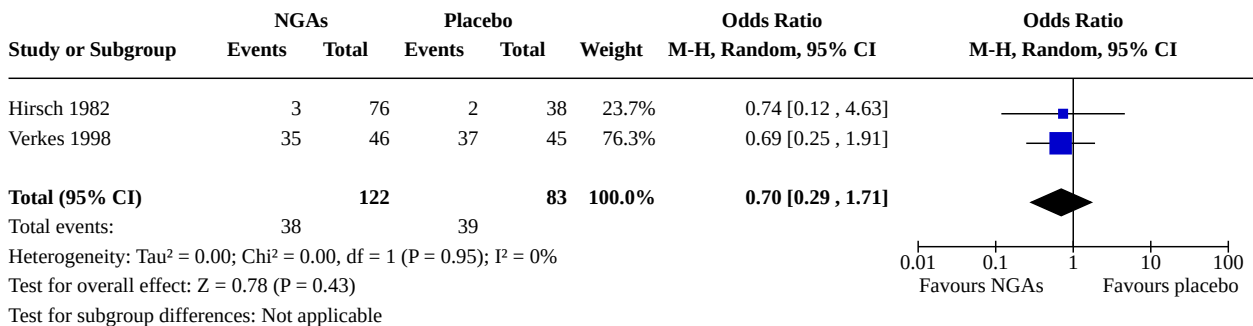 NGAs Placebo Odds Ratio Odds Ratio
Study or Subgroup Events Total Events Total Weight M-H, Random, 95% CI M-H, Random, 95% CI
Hirsch 1982 3 76 2 38 23.7% 0.74 [0.12 , 4.63]
Verkes 1998 35 46 37 45 76.3% 0.69 [0.25 , 1.91]
Total (95% CI) 122 83 100.0% 0.70 [0.29 , 1.71]
Total events: 38 39
Heterogeneity: Tau² = 0.00; Chi² = 0.00, df = 1 (P = 0.95); I² = 0%
0.01 0.1 1 10 100
Test for overall effect: Z = 0.78 (P = 0.43) Favours NGAs Favours placebo
Test for subgroup differences: Not applicable